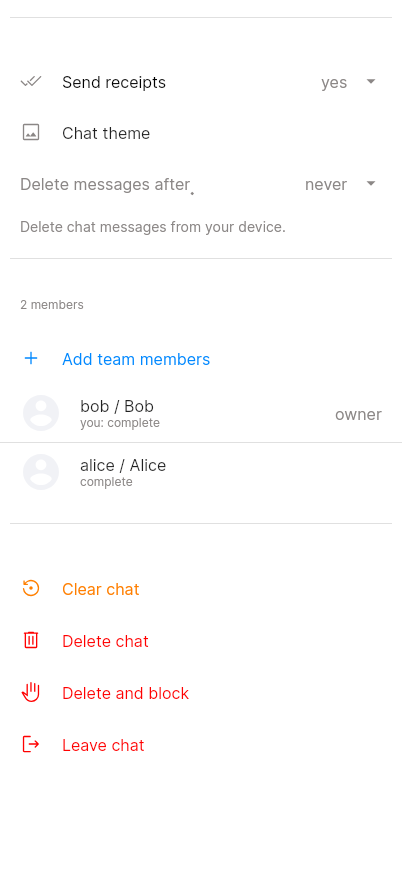 Send receipts
yes
Chat theme
Delete messages after
never
Delete chat messages from your device.
2 members
Add team members
bob / Bob
you: complete
owner
alice / Alice
complete
Clear chat
Delete chat
Delete and block
Leave chat